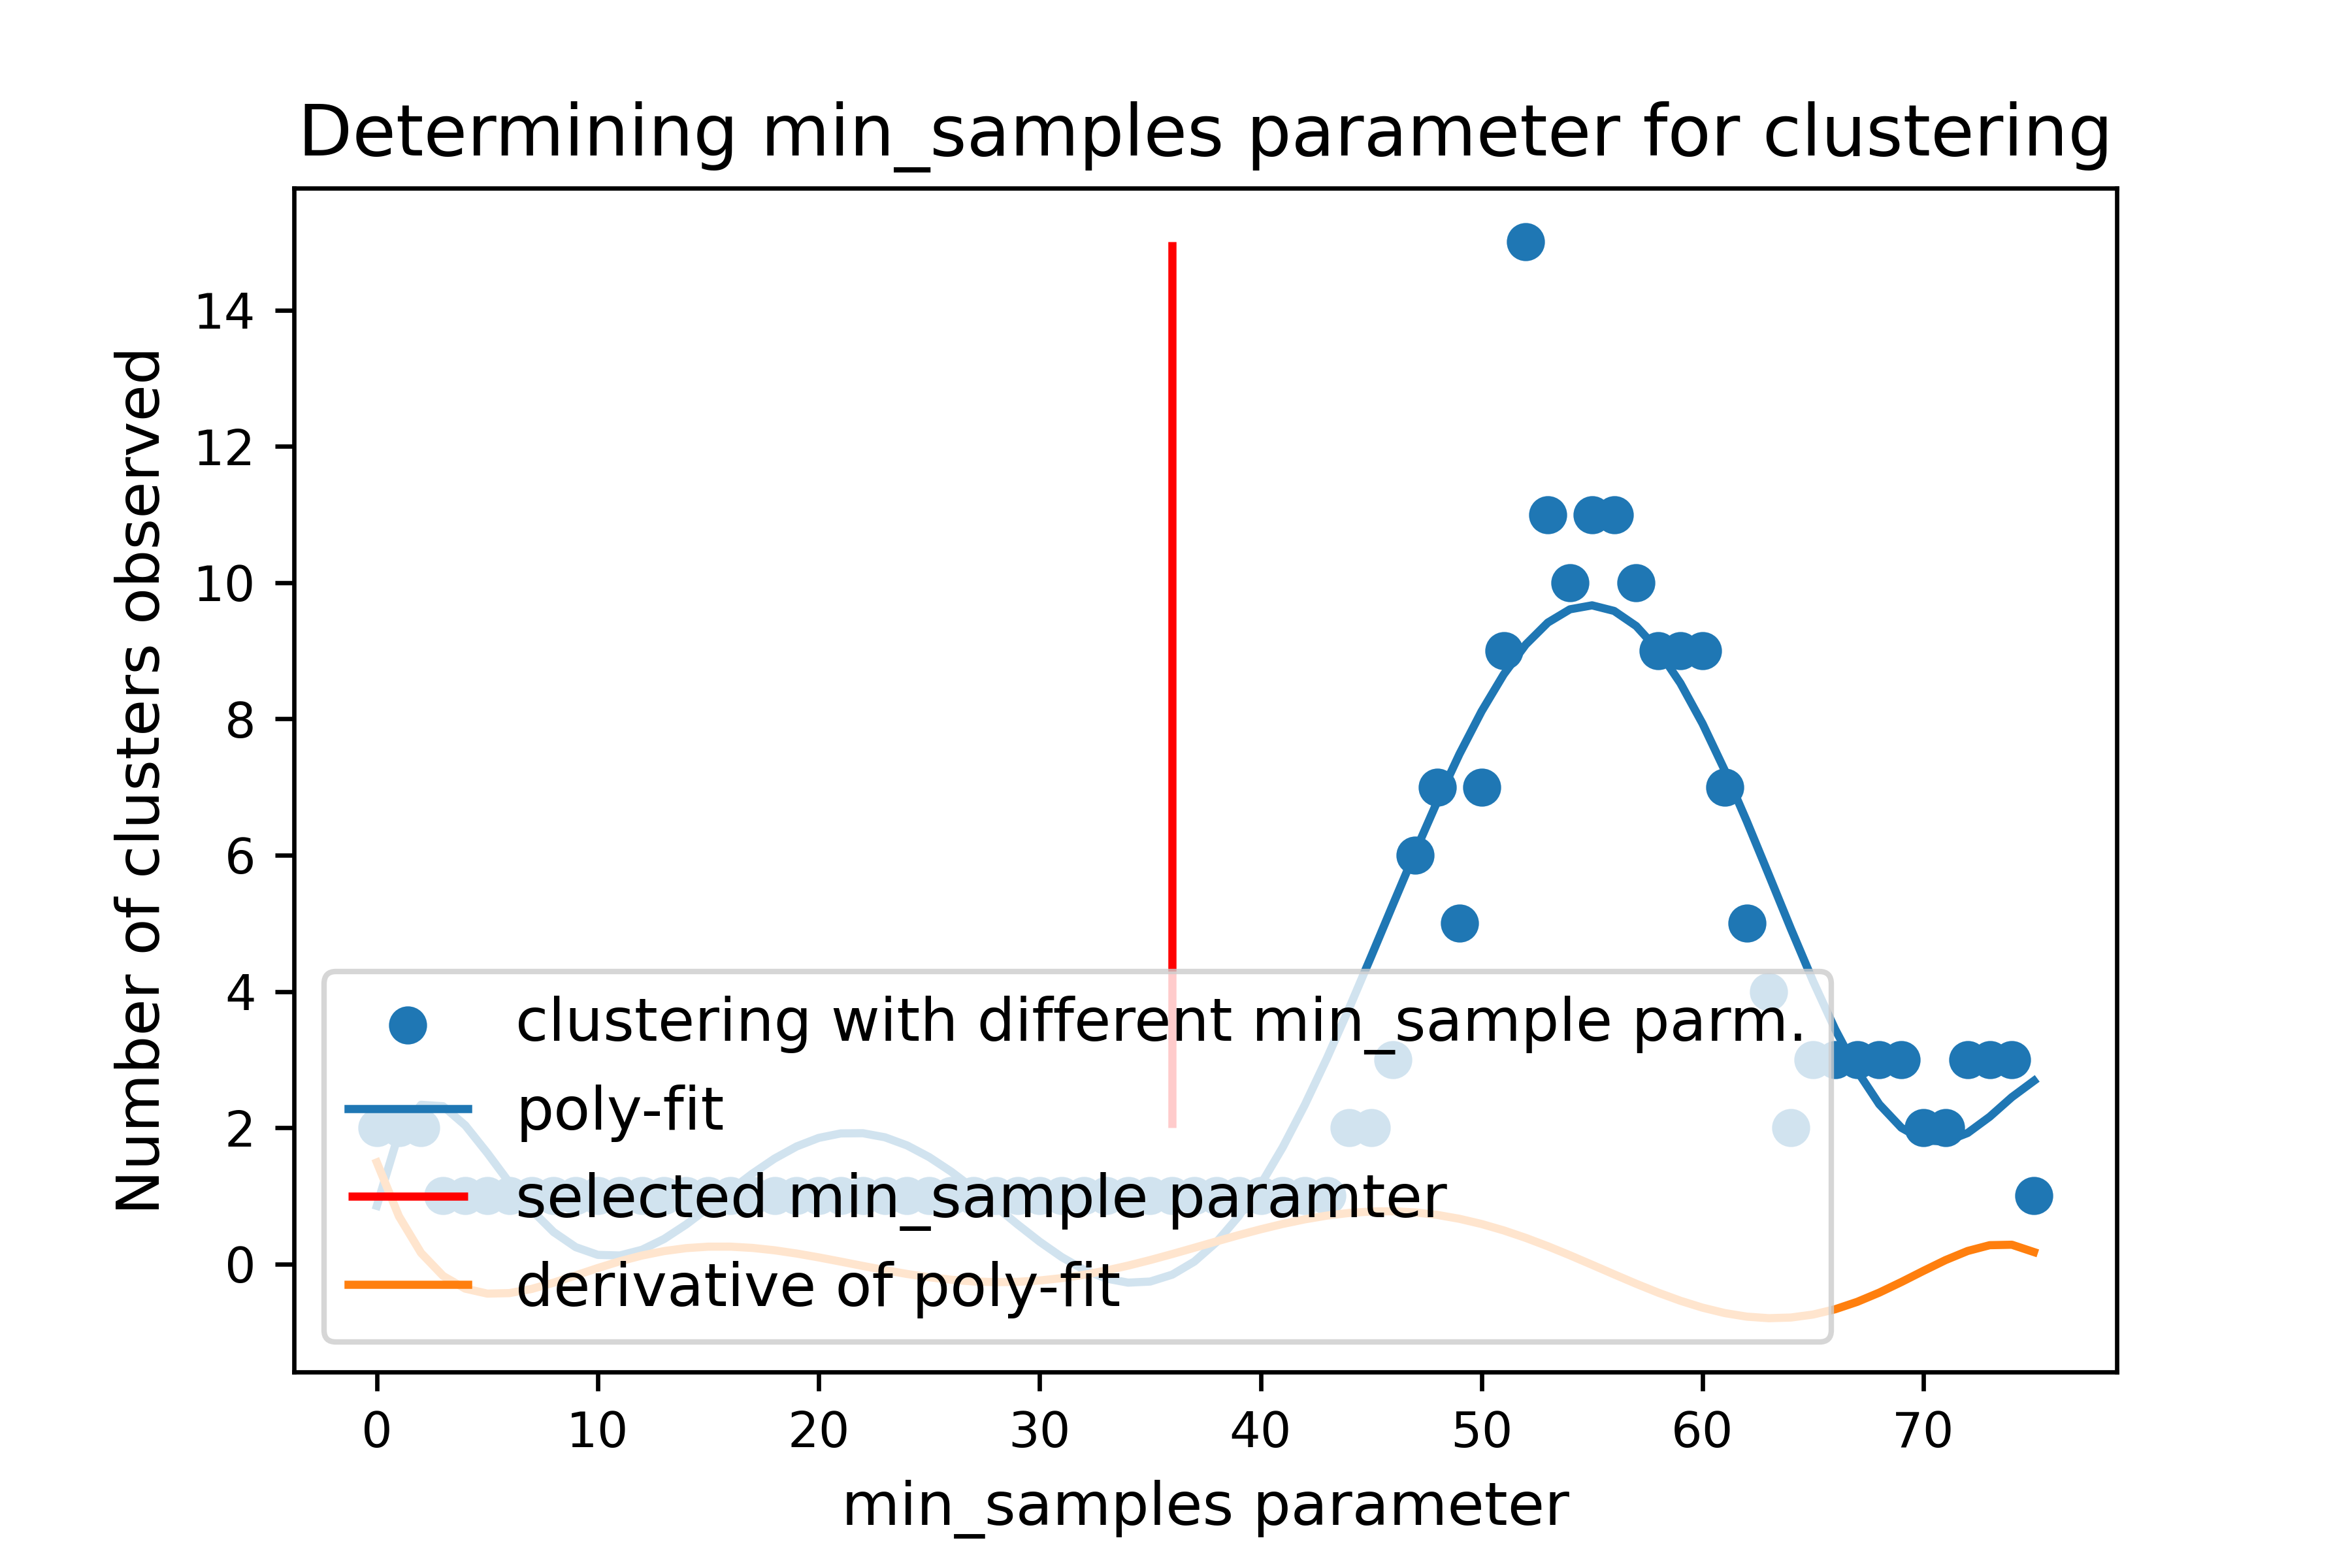 Determining min_samples parameter for clustering
Number of clusters observed
14
12
10
8
6
4
2
0
clustering with different min_sample parm.
poly-fit
selected min_sample paramter
derivative of poly-fit
0 10 20 30 40 50 60 70
min_samples parameter